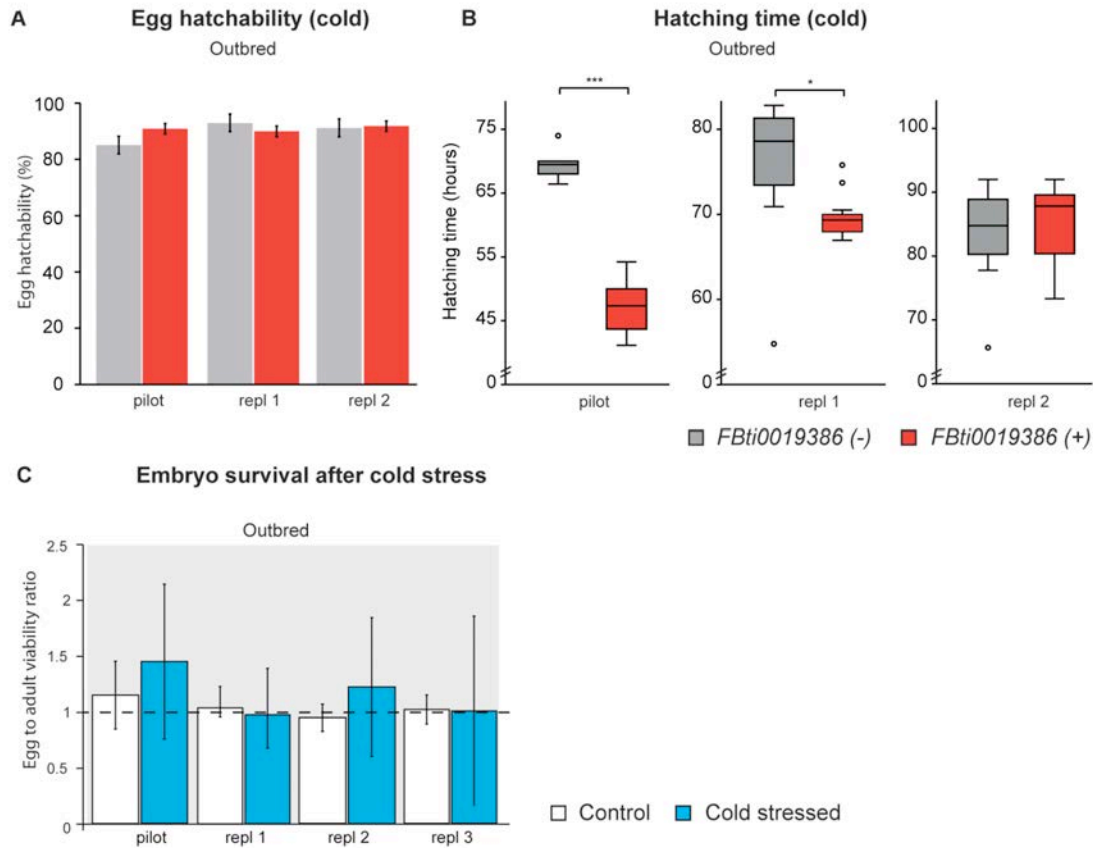 A
Egg hatchability (cold)
Outbred
Egg hatchability (%)
100
80
60
40
20
0
pilot
repl 1
repl 2
B
Hatching time (cold)
Outbred
Hatching time (hours)
***
75
65
55
45
0
pilot
*
80
70
60
0
repl 1
100
90
80
70
0
repl 2
FBti0019386 (-)
FBti0019386 (+)
C
Embryo survival after cold stress
Outbred
Egg to adult viability ratio
2.5
2
1.5
1
0.5
0
pilot
repl 1
repl 2
repl 3
Control
Cold stressed